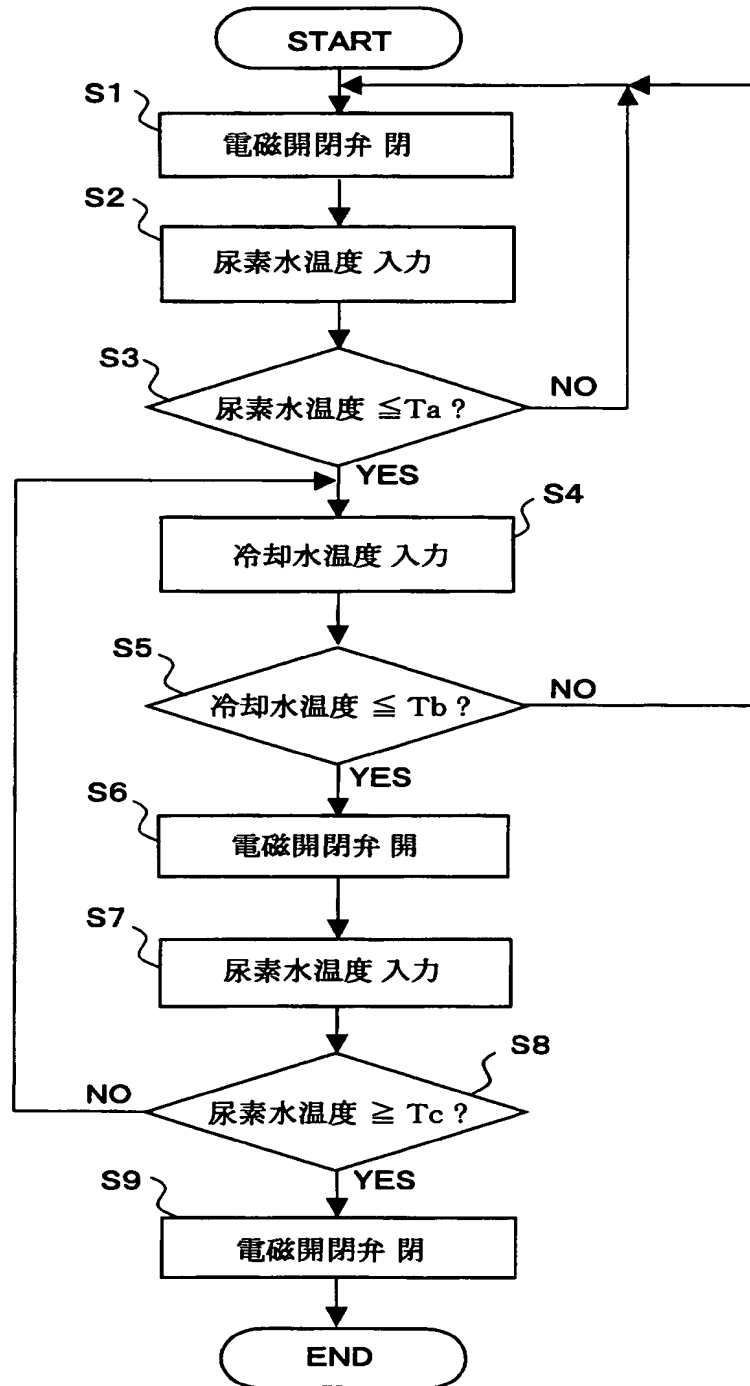 START
S1
電磁開閉弁 閉
S2
尿素水温度 入力
S3
尿素水温度 ≦Ta ?
NO
YES
S4
冷却水温度 入力
S5
冷却水温度 ≦ Tb ?
NO
YES
S6
電磁開閉弁 開
S7
尿素水温度 入力
S8
尿素水温度 ≧ Tc ?
NO
YES
S9
電磁開閉弁 閉
END